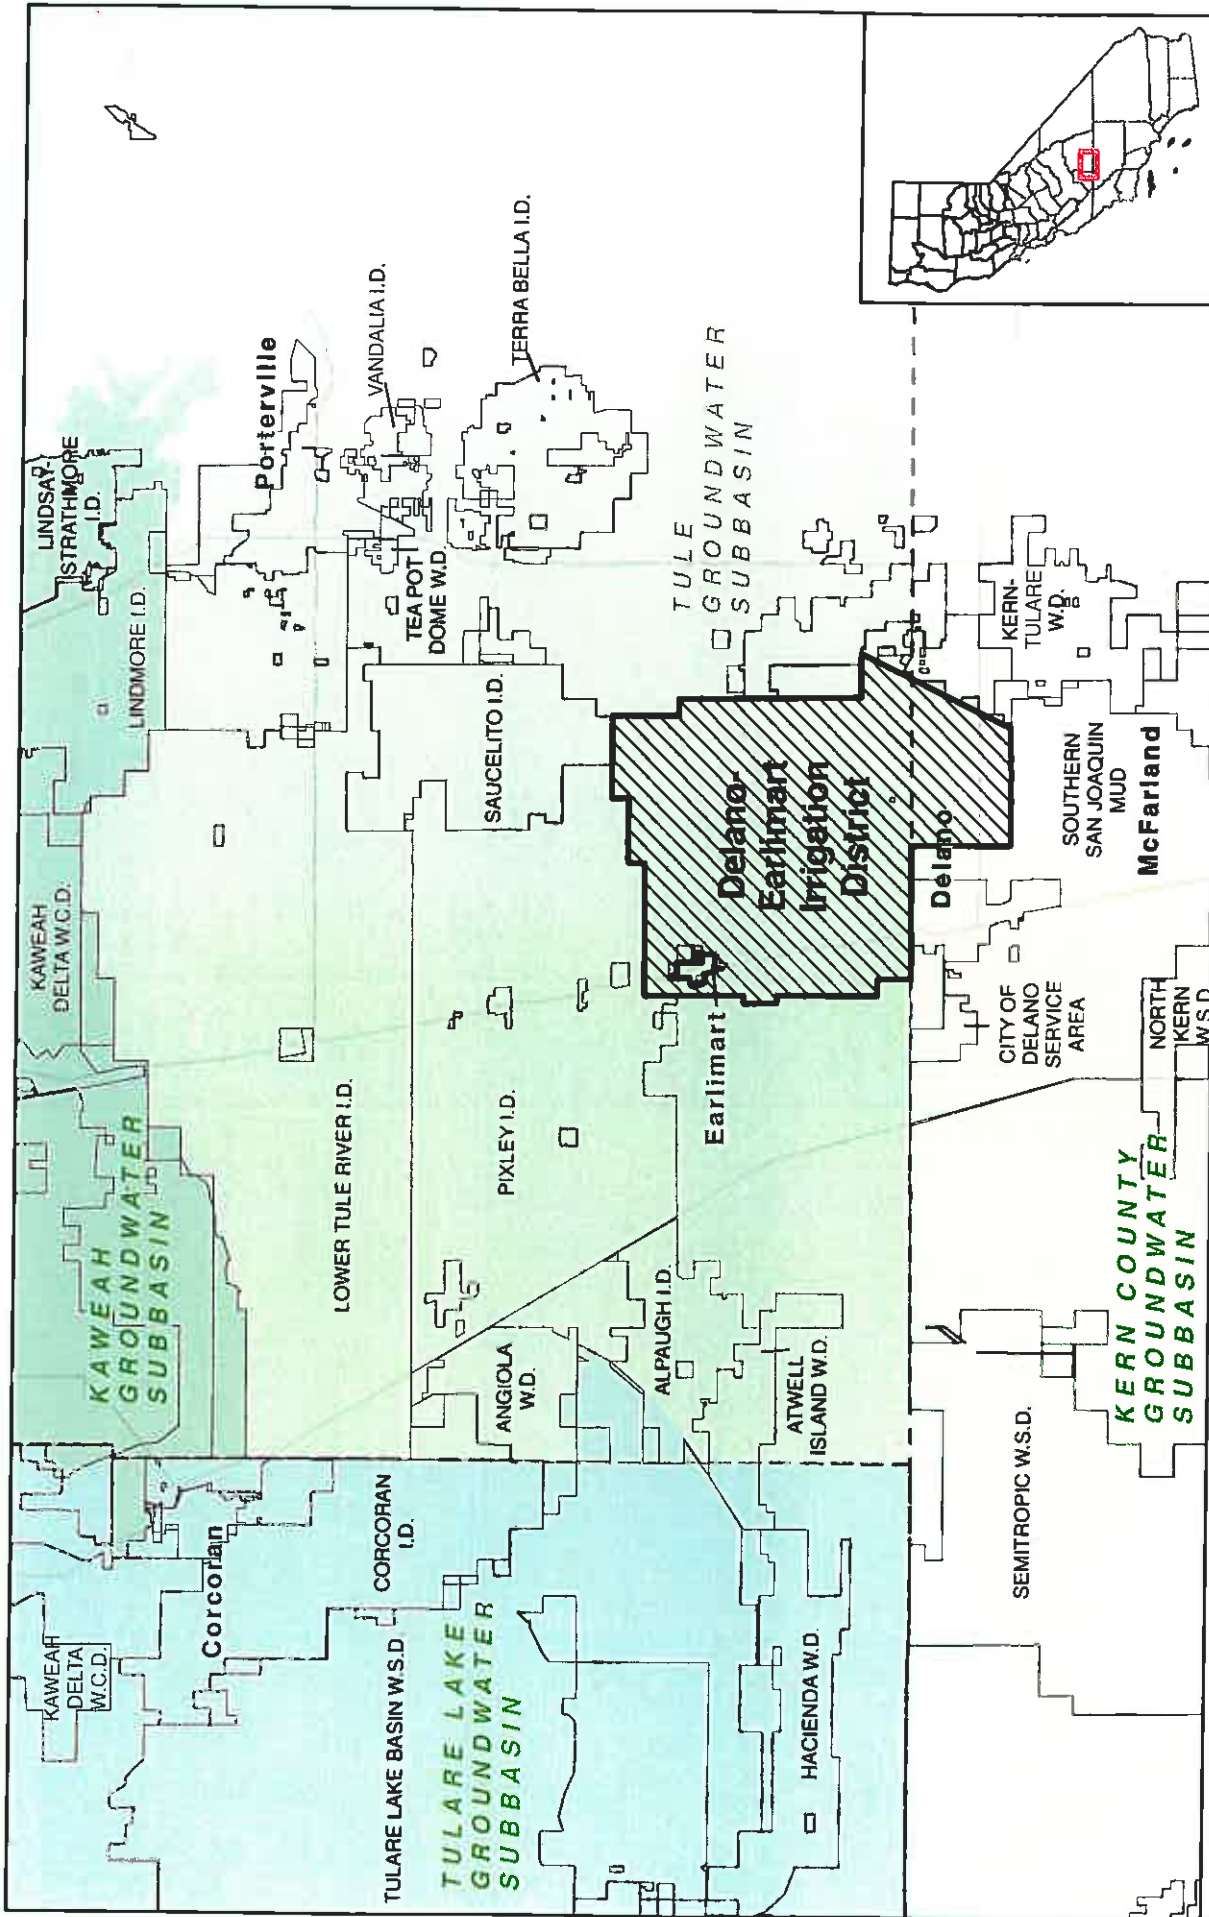 KAWEAH
DELTA
W.C.D.
Corcoran
CORCORAN
I.D.
TULARE LAKE BASIN W.S.D.
TULARE LAKE
GROUNDWATER
SUBBASIN
HACIENDA W.D.
KAWEAH
GROUNDWATER
SUBBASIN
KAWEAH
DELTA W.C.D.
LINDSAY-
STRATHMORE
I.D.
LINDMORE I.D.
Porterville
VANDALIA I.D.
TERRA BELLA I.D.
TEA POT
DOME W.D.
LOWER TULE RIVER I.D.
SAUCELITO I.D.
PIXLEY I.D.
ANGIOLA
W.D.
ALPAUGH I.D.
ATWELL
ISLAND W.D.
TULE
GROUNDWATER
SUBBASIN
Earlimart
Delano-
Earlimart
Irrigation
District
Delano
CITY OF
DELANO
SERVICE
AREA
SOUTHERN
SAN JOAQUIN
MUD
McFarland
KERN-
TULARE
W.D.
NORTH
KERN
W.S.D.
SEMITROPIC W.S.D.
KERN COUNTY
GROUNDWATER
SUBBASIN